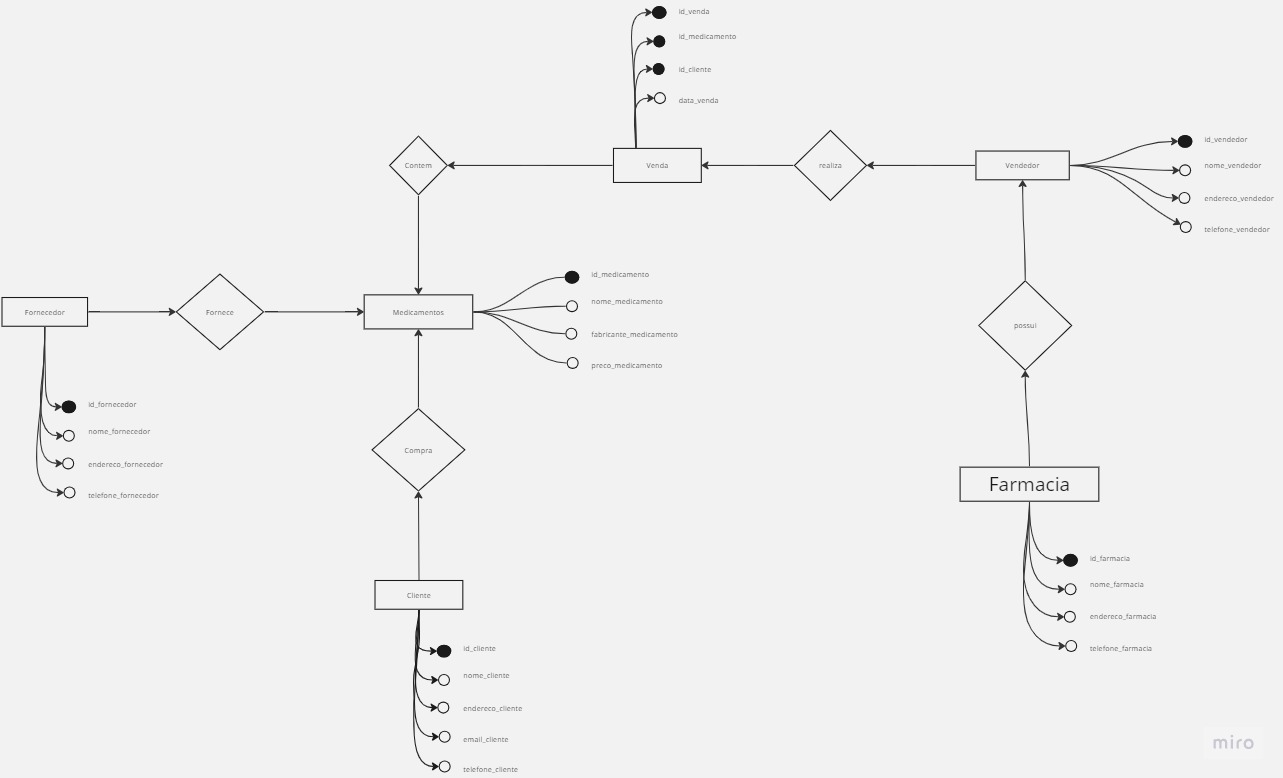 id_venda
id_medicamento
id_cliente
data_venda
Contem
Venda
realiza
Vendedor
id_vendedor
nome_vendedor
endereco_vendedor
telefone_vendedor
Fornecedor
Fornece
Medicamentos
id_medicamento
nome_medicamento
fabricante_medicamento
preco_medicamento
possui
id_fornecedor
nome_fornecedor
endereco_fornecedor
telefone_fornecedor
Compra
Farmacia
id_farmacia
nome_farmacia
endereco_farmacia
telefone_farmacia
Cliente
id_cliente
nome_cliente
endereco_cliente
email_cliente
telefone_cliente
miro